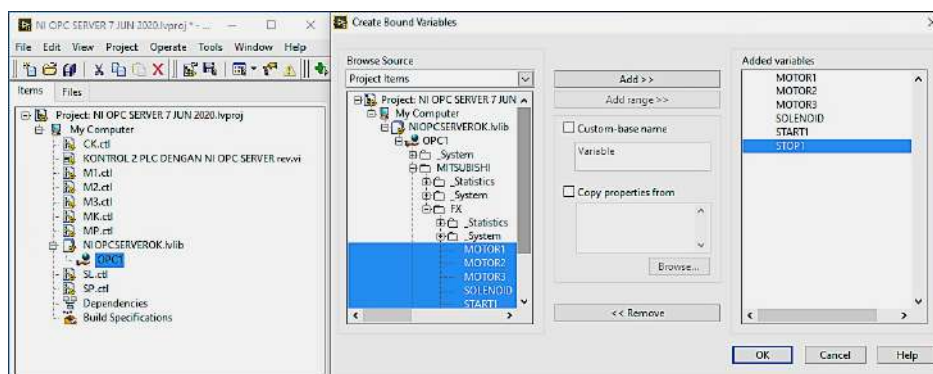 NI OPC SERVER 7 JUN 2020.lvproj * - ...
File Edit View Project Operate Tools Window Help
Items Files
Project: NI OPC SERVER 7 JUN 2020.lvproj
My Computer
CK.ctl
KONTROL 2 PLC DENGAN NI OPC SERVER rev.vi
M1.ctl
M2.ctl
M3.ctl
MK.ctl
MP.ctl
NIOPCSERVEROK.lvlib
OPC1
SL.ctl
SP.ctl
Dependencies
Build Specifications
Create Bound Variables
Browse Source
Project Items
Project: NI OPC SERVER 7 JUN
My Computer
NIOPCSERVEROK.lvlib
OPC1
_System
MITSUBISHI
_Statistics
_System
FX
_Statistics
_System
MOTOR1
MOTOR2
MOTOR3
SOLENOID
START1
Add >>
Add range >>
Custom-base name
Variable
Copy properties from
Browse...
<< Remove
Added variables
MOTOR1
MOTOR2
MOTOR3
SOLENOID
START1
STOP1
OK Cancel Help